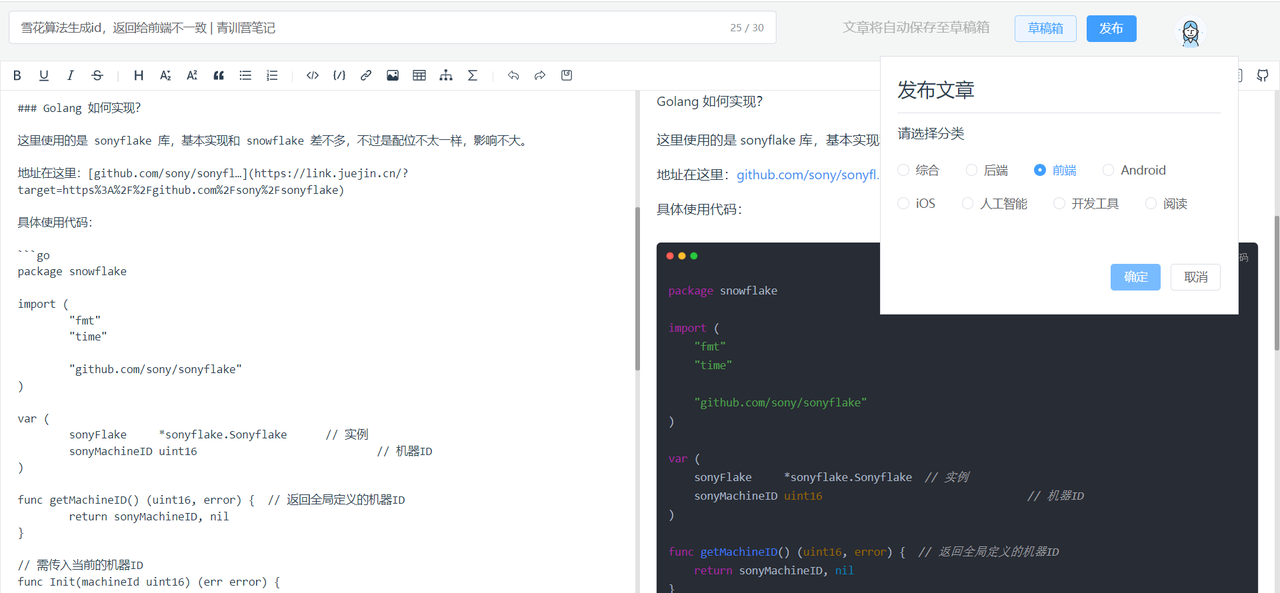 雪花算法生成id，返回给前端不一致 | 青训营笔记
25 / 30
文章将自动保存至草稿箱
草稿箱
发布
### Golang 如何实现？
这里使用的是 sonyflake 库，基本实现和 snowflake 差不多，不过是配位不太一样，影响不大。
地址在这里：[github.com/sony/sonyfl…](https://link.juejin.cn/?
target=https%3A%2F%2Fgithub.com%2Fsony%2Fsonyflake)
具体使用代码：
```go
package snowflake
import (
"fmt"
"time"
"github.com/sony/sonyflake"
)
var (
sonyFlake     *sonyflake.Sonyflake      // 实例
sonyMachineID uint16                            // 机器ID
)
func getMachineID() (uint16, error) {  // 返回全局定义的机器ID
return sonyMachineID, nil
}
// 需传入当前的机器ID
func Init(machineId uint16) (err error) {
Golang 如何实现？
这里使用的是 sonyflake 库，基本实现
地址在这里：github.com/sony/sonyfl.
具体使用代码：
码
package snowflake
import (
"fmt"
"time"
"github.com/sony/sonyflake"
)
var (
sonyFlake     *sonyflake.Sonyflake  // 实例
sonyMachineID uint16                                // 机器ID
)
func getMachineID() (uint16, error) {  // 返回全局定义的机器ID
return sonyMachineID, nil
}
发布文章
请选择分类
综合 后端 前端 Android
iOS 人工智能 开发工具 阅读
确定 取消